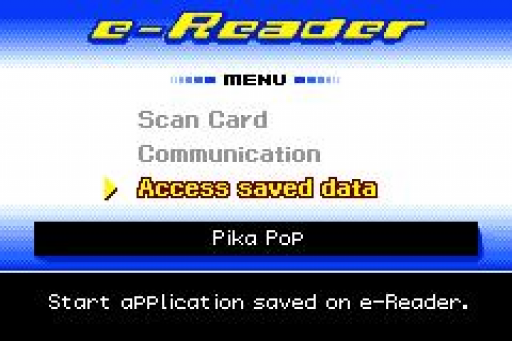 e-Reader
MENU
Scan Card
Communication
Access saved data
Pika Pop
Start application saved on e-Reader.